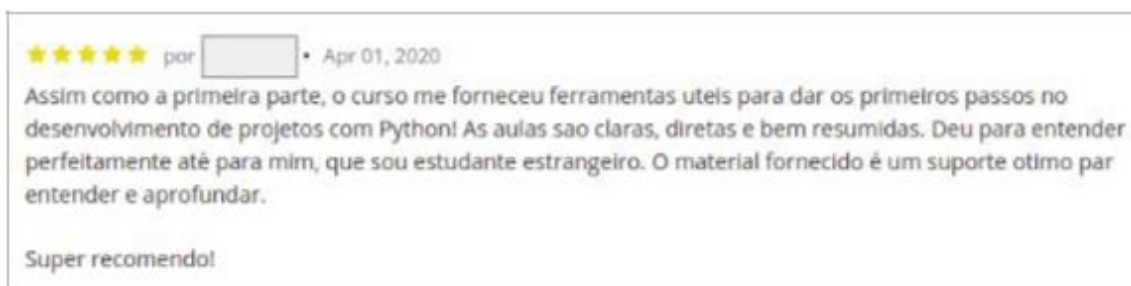 por • Apr 01, 2020
Assim como a primeira parte, o curso me forneceu ferramentas uteis para dar os primeiros passos no
desenvolvimento de projetos com Python! As aulas sao claras, diretas e bem resumidas. Deu para entender
perfeitamente até para mim, que sou estudante estrangeiro. O material fornecido é um suporte otimo par
entender e aprofundar.
Super recomendo!